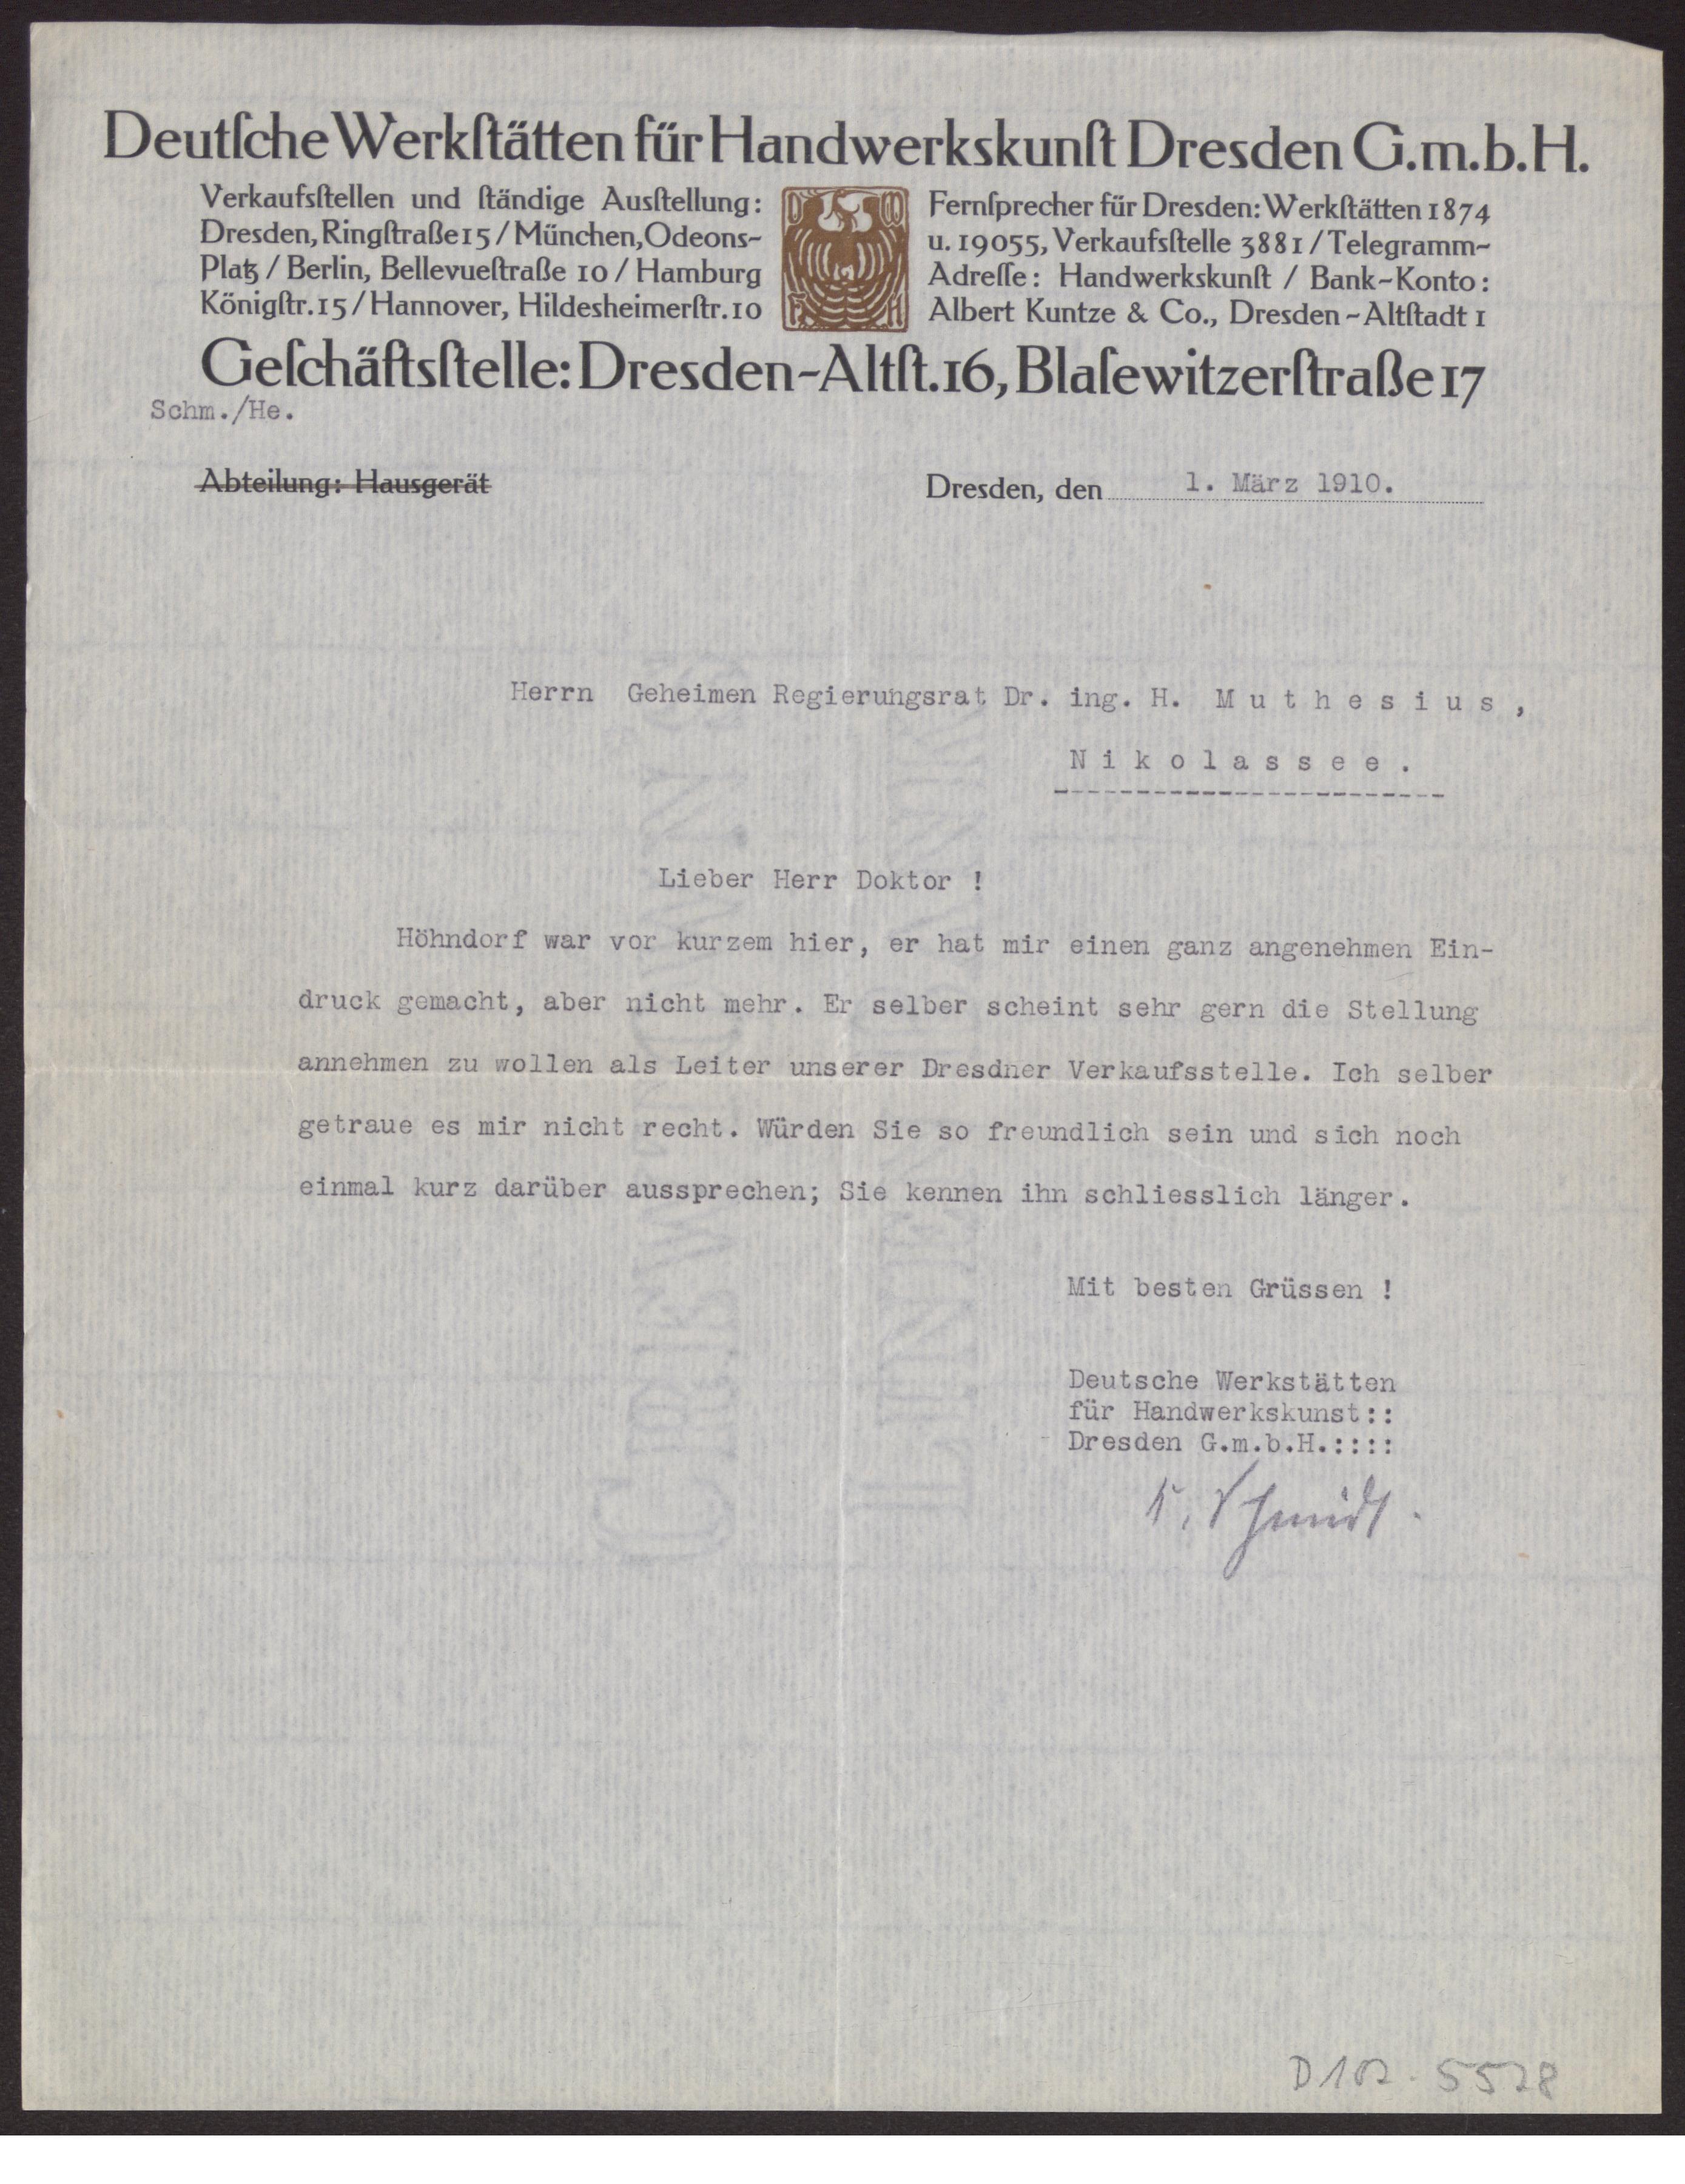 Deutſche Werkſtätten für Handwerkskunſt Dresden G.m.b.H.
Verkaufsſtellen und ſtändige Ausſtellung:
Dresden, Ringſtraße 15 / München, Odeons-
Platz / Berlin, Bellevueſtraße 10 / Hamburg
Königſtr. 15 / Hannover, Hildesheimerſtr. 10
D W
F H
Fernſprecher für Dresden: Werkſtätten 1874
u. 19055, Verkaufsſtelle 3881 / Telegramm-
Adreſſe: Handwerkskunſt / Bank-Konto:
Albert Kuntze & Co., Dresden-Altſtadt 1
Geſchäftsſtelle: Dresden-Altſt. 16, Blaſewitzerſtraße 17
Schm./He.
Abteilung: Hausgerät
Dresden, den 1. März 1910.
Herrn Geheimen Regierungsrat Dr. ing. H. M u t h e s i u s ,
N i k o l a s s e e .
Lieber Herr Doktor !
Höhndorf war vor kurzem hier, er hat mir einen ganz angenehmen Ein-
druck gemacht, aber nicht mehr. Er selber scheint sehr gern die Stellung
annehmen zu wollen als Leiter unserer Dresdner Verkaufsstelle. Ich selber
getraue es mir nicht recht. Würden Sie so freundlich sein und sich noch
einmal kurz darüber aussprechen; Sie kennen ihn schliesslich länger.
Mit besten Grüssen !
Deutsche Werkstätten
für Handwerkskunst::
Dresden G.m.b.H.::::
K. Schmidt.
D 102-5528